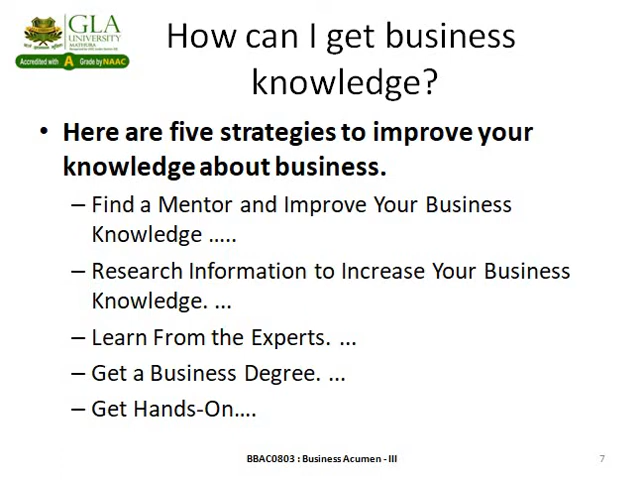 GLA
UNIVERSITY
MATHURA
Accredited with A Grade by NAAC
How can I get business
knowledge?
• Here are five strategies to improve your
knowledge about business.
– Find a Mentor and Improve Your Business
Knowledge …..
– Research Information to Increase Your Business
Knowledge. ...
– Learn From the Experts. ...
– Get a Business Degree. ...
– Get Hands-On….
BBAC0803 : Business Acumen - III
7